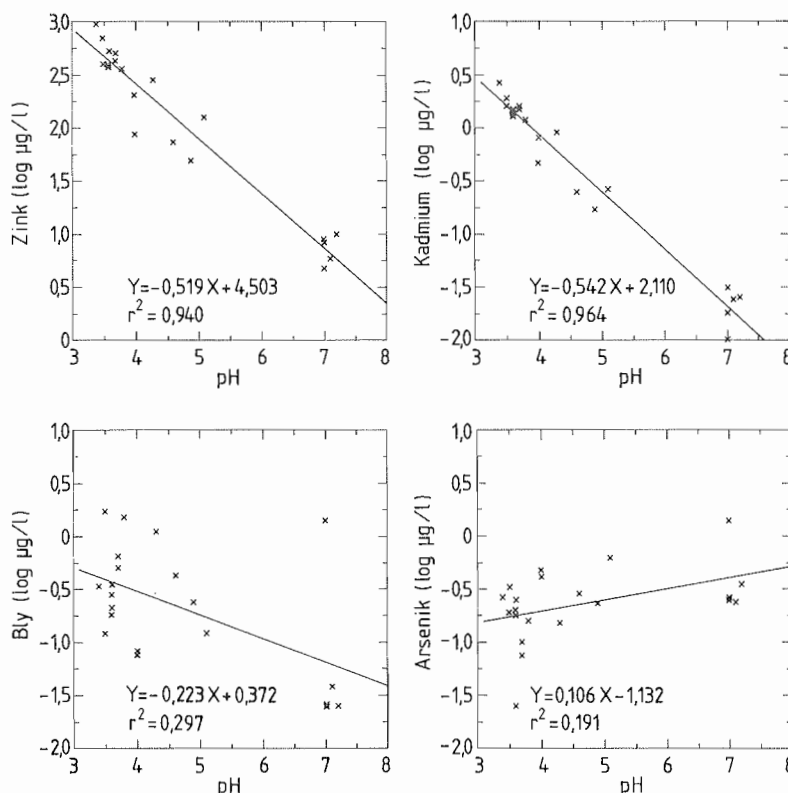 3,0
2,5
2,0
1,5
1,0
0,5
0
Zink (log µg/l)
Y=-0,519 X+4,503
r² = 0,940
3 4 5 6 7 8
pH
1,0
0,5
0
-0,5
-1,0
-1,5
-2,0
Kadmium (log µg/l)
Y=-0,542 X+2,110
r² = 0,964
3 4 5 6 7 8
pH
1,0
0,5
0
-0,5
-1,0
-1,5
-2,0
Bly (log µg/l)
Y=-0,223 X+0,372
r² = 0,297
3 4 5 6 7 8
pH
1,0
0,5
0
-0,5
-1,0
-1,5
-2,0
Arsenik (log µg/l)
Y=0,106 X-1,132
r² = 0,191
3 4 5 6 7 8
pH